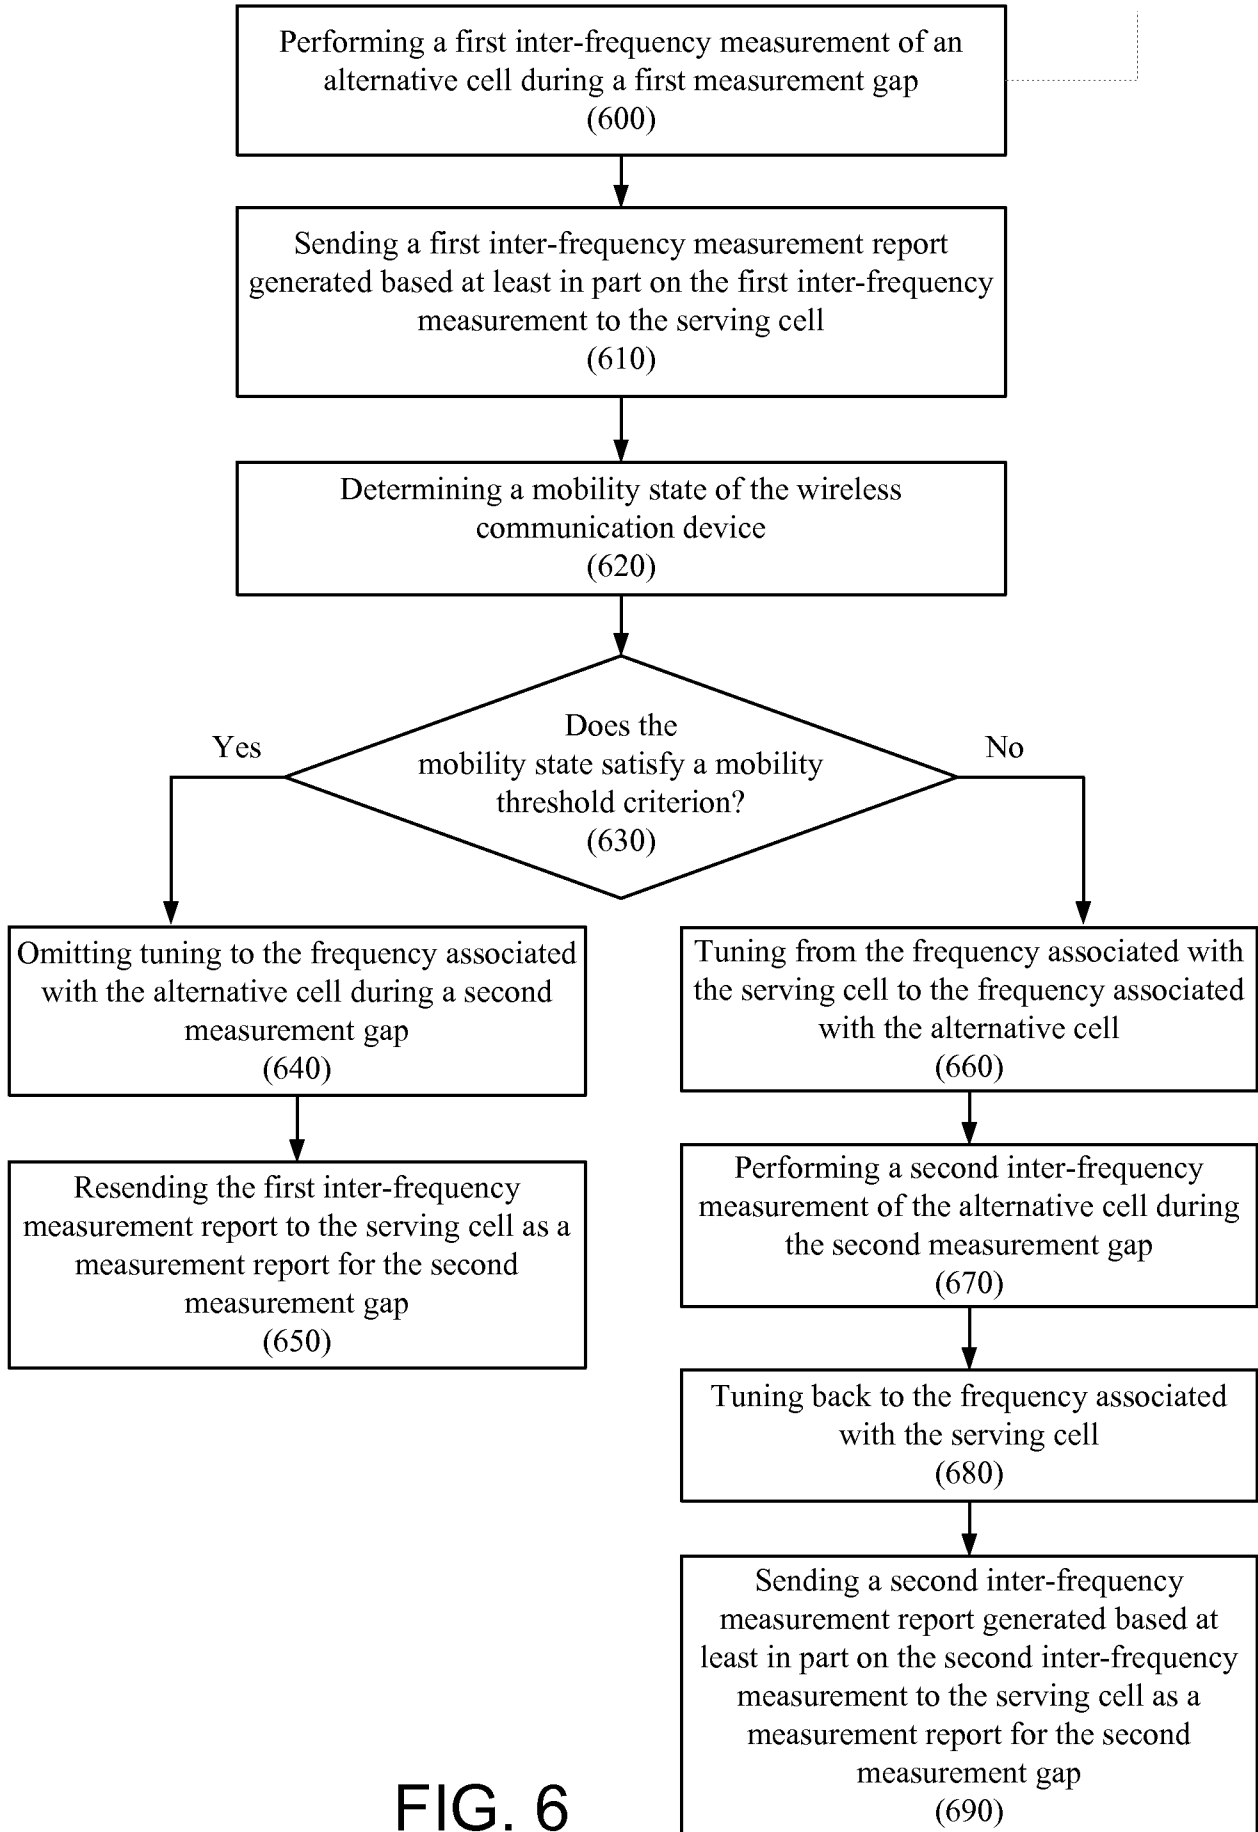 Performing a first inter-frequency measurement of an
alternative cell during a first measurement gap
(600)
Sending a first inter-frequency measurement report
generated based at least in part on the first inter-frequency
measurement to the serving cell
(610)
Determining a mobility state of the wireless
communication device
(620)
Does the
mobility state satisfy a mobility
threshold criterion?
(630)
Yes
No
Omitting tuning to the frequency associated
with the alternative cell during a second
measurement gap
(640)
Resending the first inter-frequency
measurement report to the serving cell as a
measurement report for the second
measurement gap
(650)
Tuning from the frequency associated with
the serving cell to the frequency associated
with the alternative cell
(660)
Performing a second inter-frequency
measurement of the alternative cell during
the second measurement gap
(670)
Tuning back to the frequency associated
with the serving cell
(680)
Sending a second inter-frequency
measurement report generated based at
least in part on the second inter-frequency
measurement to the serving cell as a
measurement report for the second
measurement gap
(690)
FIG. 6